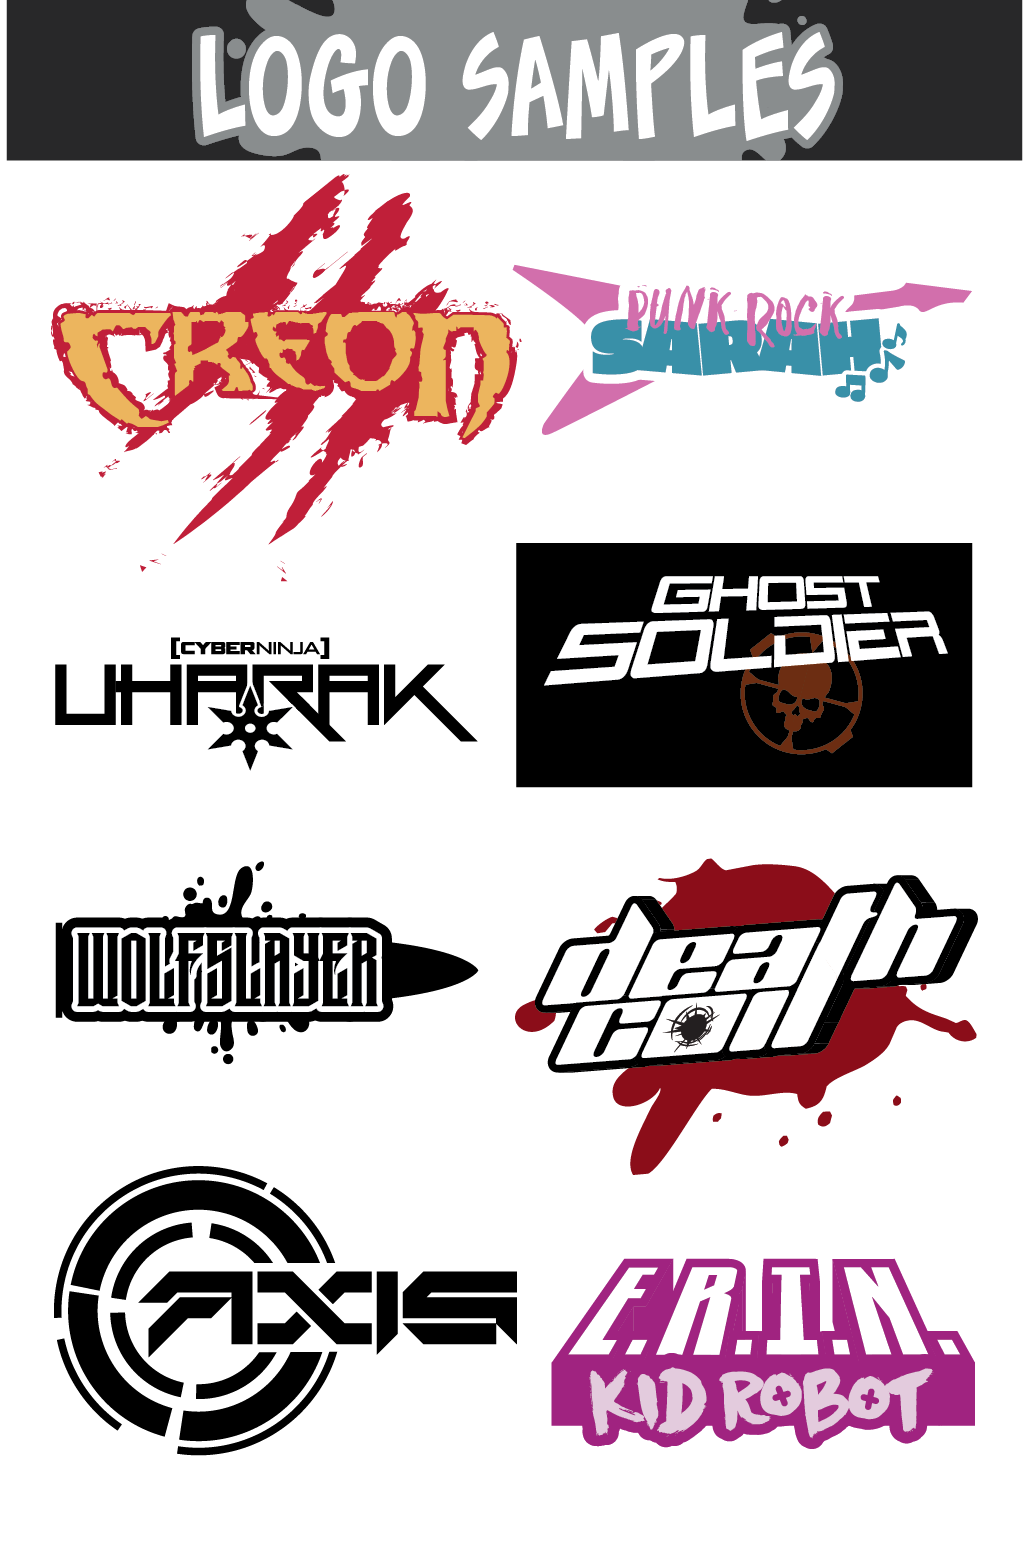 LOGO SAMPLES
CREON
PUNK ROCK
SARAH
[CYBERNINJA]
UHARAK
GHOST
SOLDIER
WOLFSLAYER
death
coil
AXIS
E.R.I.N.
KID ROBOT